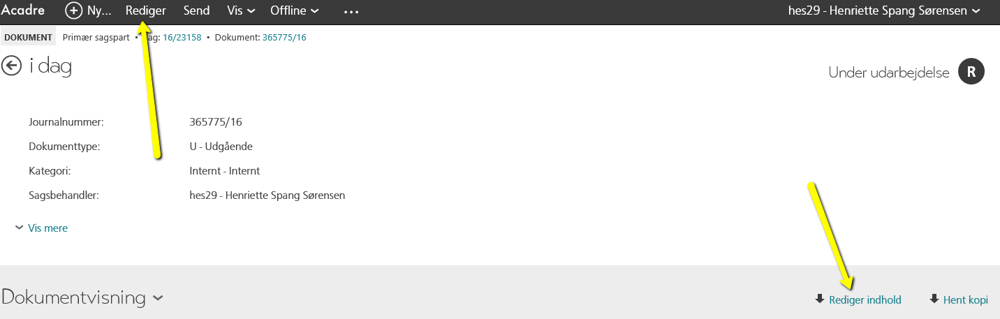 Acadre Ny... Rediger Send Vis Offline ... hes29 - Henriette Spang Sørensen
DOKUMENT Primær sagspart • ag: 16/23158 • Dokument: 365775/16
i dag
Under udarbejdelse R
Journalnummer: 365775/16
Dokumenttype: U - Udgående
Kategori: Internt - Internt
Sagsbehandler: hes29 - Henriette Spang Sørensen
Vis mere
Dokumentvisning Rediger indhold Hent kopi